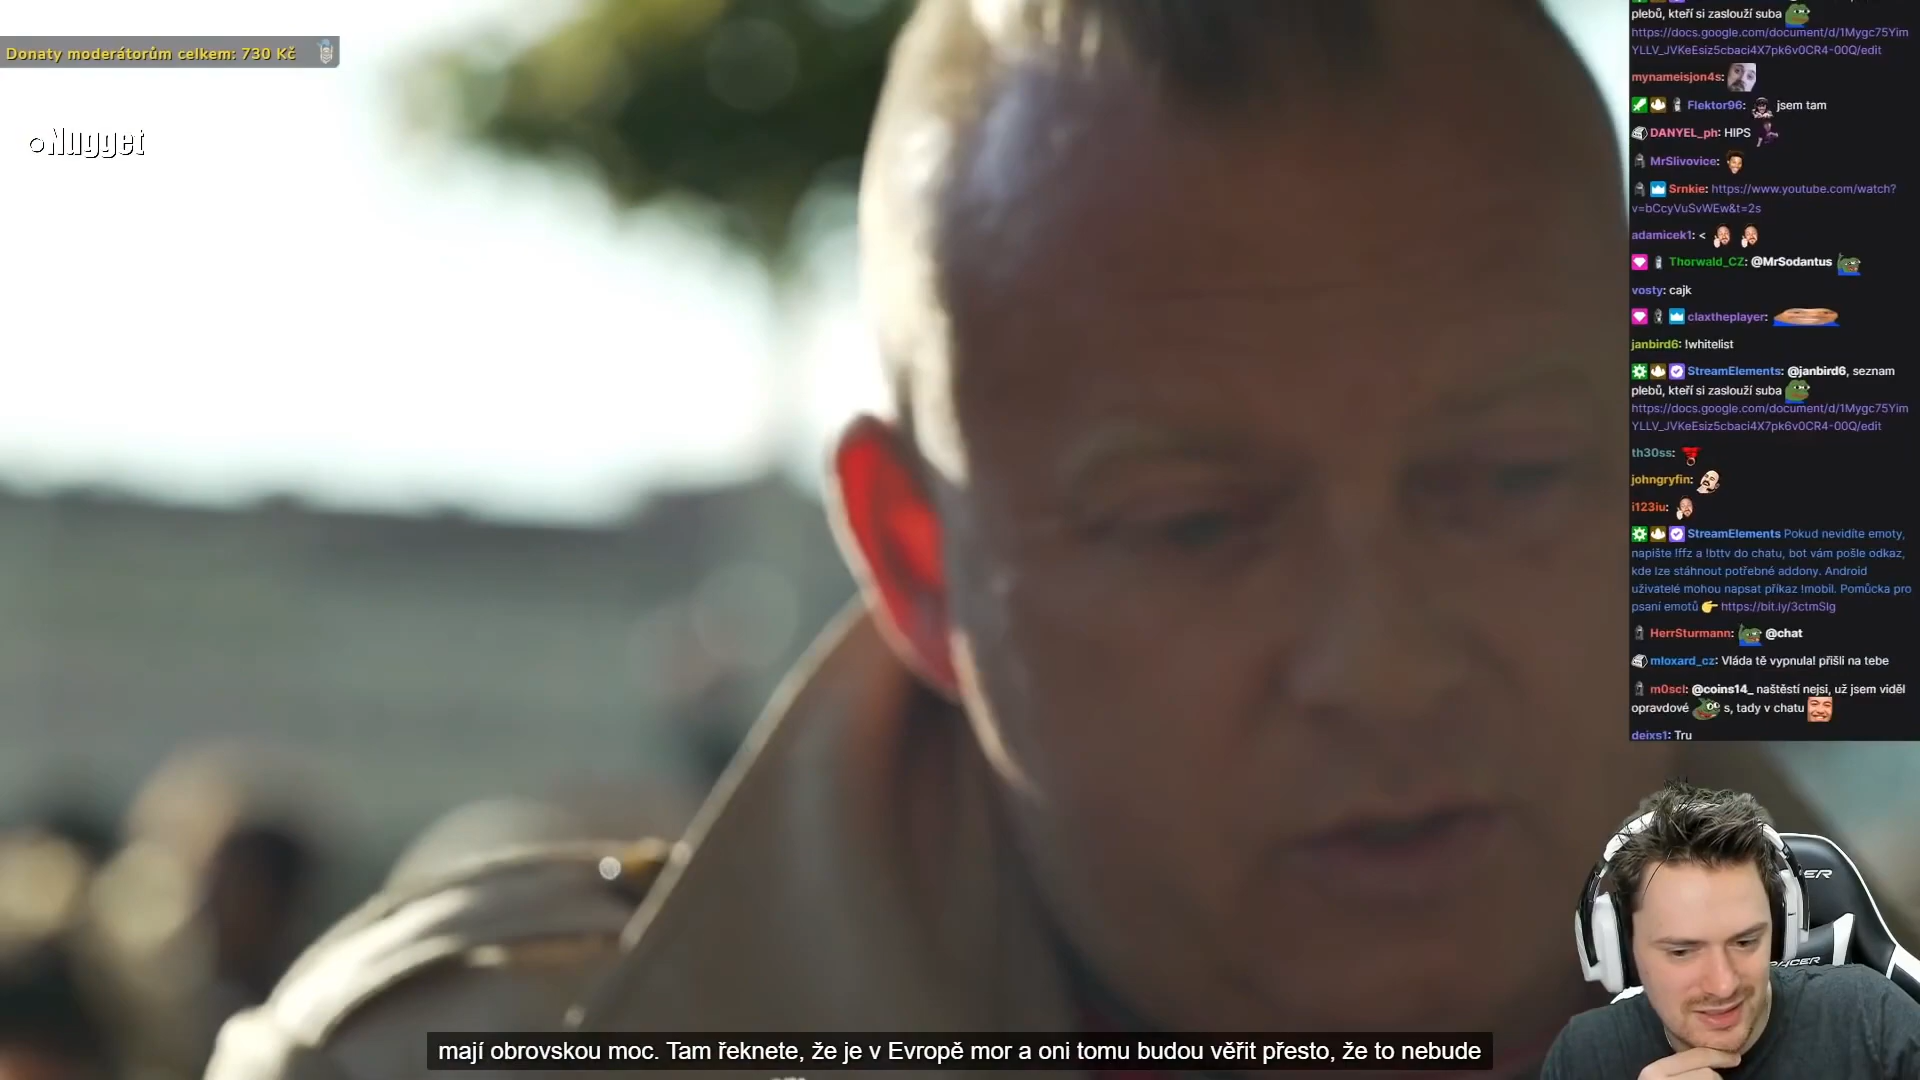 Donaty moderátorům celkem: 730 Kč
Nugget
plebů, kteří si zaslouží suba
https://docs.google.com/document/d/1Mygc75Yim
YLLV_JVKeEsiz5cbaci4X7pk6v0CR4-00Q/edit
mynameisjon4s:
Flektor96: jsem tam
DANYEL_ph: HIPS
MrSlivovice:
Srnkie: https://www.youtube.com/watch?
v=bCcyVuSvWEw&t=2s
adamicek1: <
Thorwald_CZ: @MrSodantus
vosty: cajk
claxtheplayer:
janbird6: !whitelist
StreamElements: @janbird6, seznam
plebů, kteří si zaslouží suba
https://docs.google.com/document/d/1Mygc75Yim
YLLV_JVKeEsiz5cbaci4X7pk6v0CR4-00Q/edit
th30ss:
johngryfin:
i123iu:
StreamElements Pokud nevidíte emoty,
napište !ffz a !bttv do chatu, bot vám pošle odkaz,
kde lze stáhnout potřebné addony. Android
uživatelé mohou napsat příkaz !mobil. Pomůcka pro
psaní emotů https://bit.ly/3ctmSIg
HerrSturmann: @chat
mloxard_cz: Vláda tě vypnula! přišli na tebe
m0scl: @coins14_ naštěstí nejsi, už jsem viděl
opravdové s, tady v chatu
deixs1: Tru
mají obrovskou moc. Tam řeknete, že je v Evropě mor a oni tomu budou věřit přesto, že to nebude